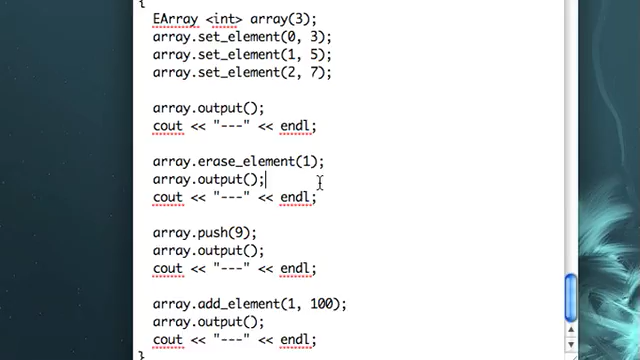 {
EArray <int> array(3);
array.set_element(0, 3);
array.set_element(1, 5);
array.set_element(2, 7);
array.output();
cout << "---" << endl;
array.erase_element(1);
array.output();
cout << "---" << endl;
array.push(9);
array.output();
cout << "---" << endl;
array.add_element(1, 100);
array.output();
cout << "---" << endl;
}